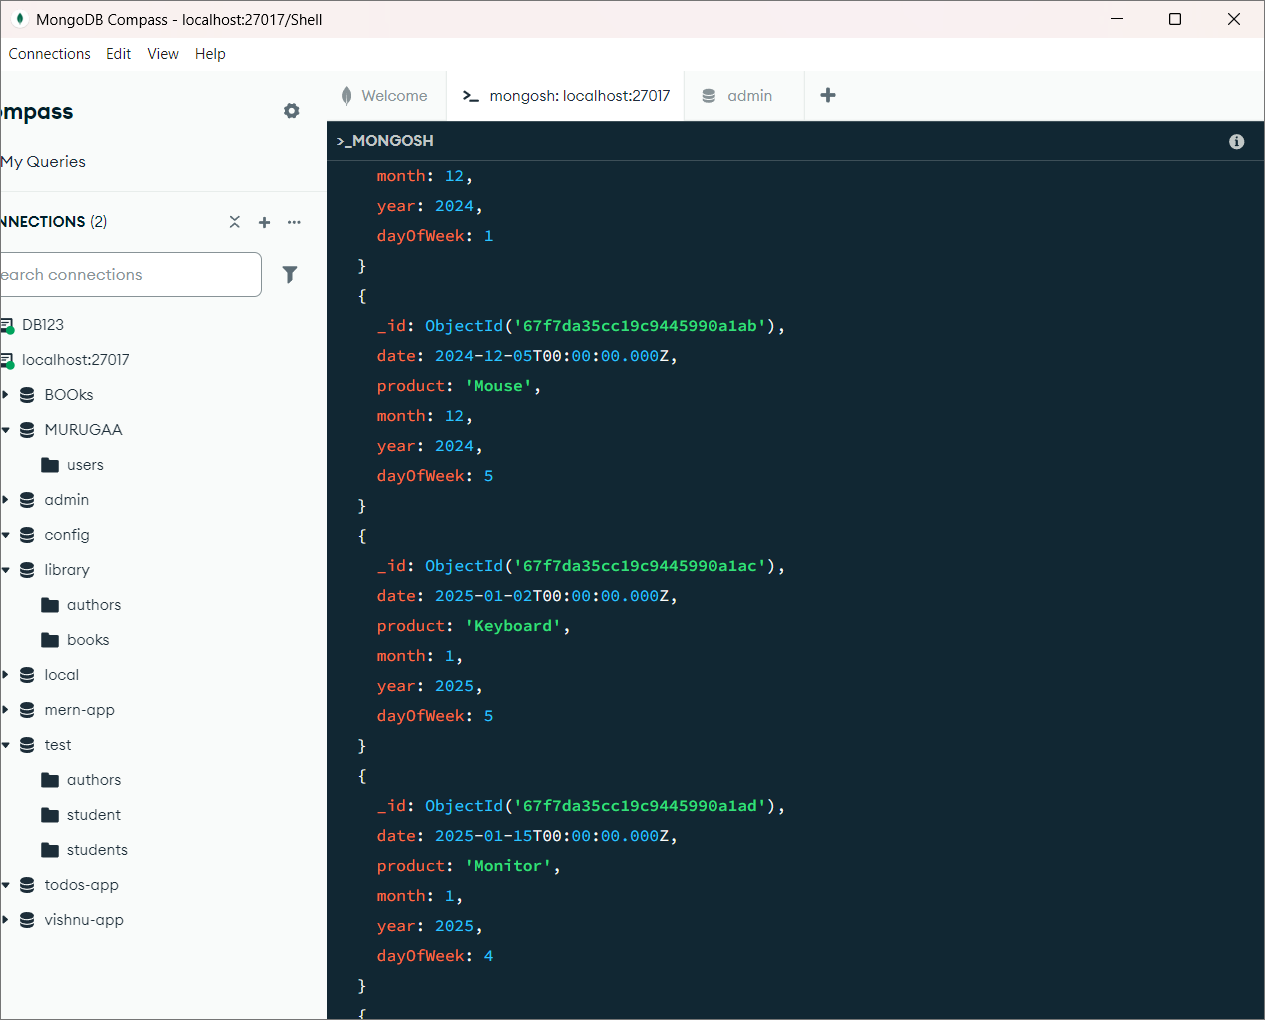 MongoDB Compass - localhost:27017/Shell
Connections Edit View Help
ompass
My Queries
NNECTIONS (2)
earch connections
DB123
localhost:27017
BOOks
MURUGAA
users
admin
config
library
authors
books
local
mern-app
test
authors
student
students
todos-app
vishnu-app
Welcome
>_ mongosh: localhost:27017
admin
>_MONGOSH
month: 12,
year: 2024,
dayOfWeek: 1
}
{
_id: ObjectId('67f7da35cc19c9445990a1ab'),
date: 2024-12-05T00:00:00.000Z,
product: 'Mouse',
month: 12,
year: 2024,
dayOfWeek: 5
}
{
_id: ObjectId('67f7da35cc19c9445990a1ac'),
date: 2025-01-02T00:00:00.000Z,
product: 'Keyboard',
month: 1,
year: 2025,
dayOfWeek: 5
}
{
_id: ObjectId('67f7da35cc19c9445990a1ad'),
date: 2025-01-15T00:00:00.000Z,
product: 'Monitor',
month: 1,
year: 2025,
dayOfWeek: 4
}
{